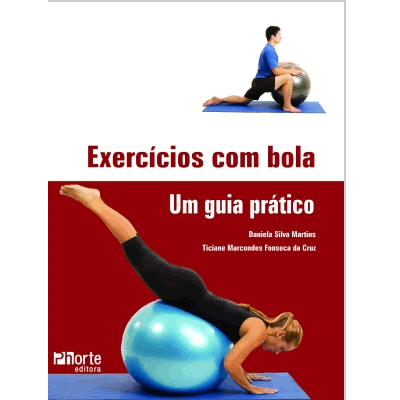 Exercícios com bola
Um guia prático
Daniela Silva Martins
Ticiane Marcondes Fonseca da Cruz
Phorte
editora